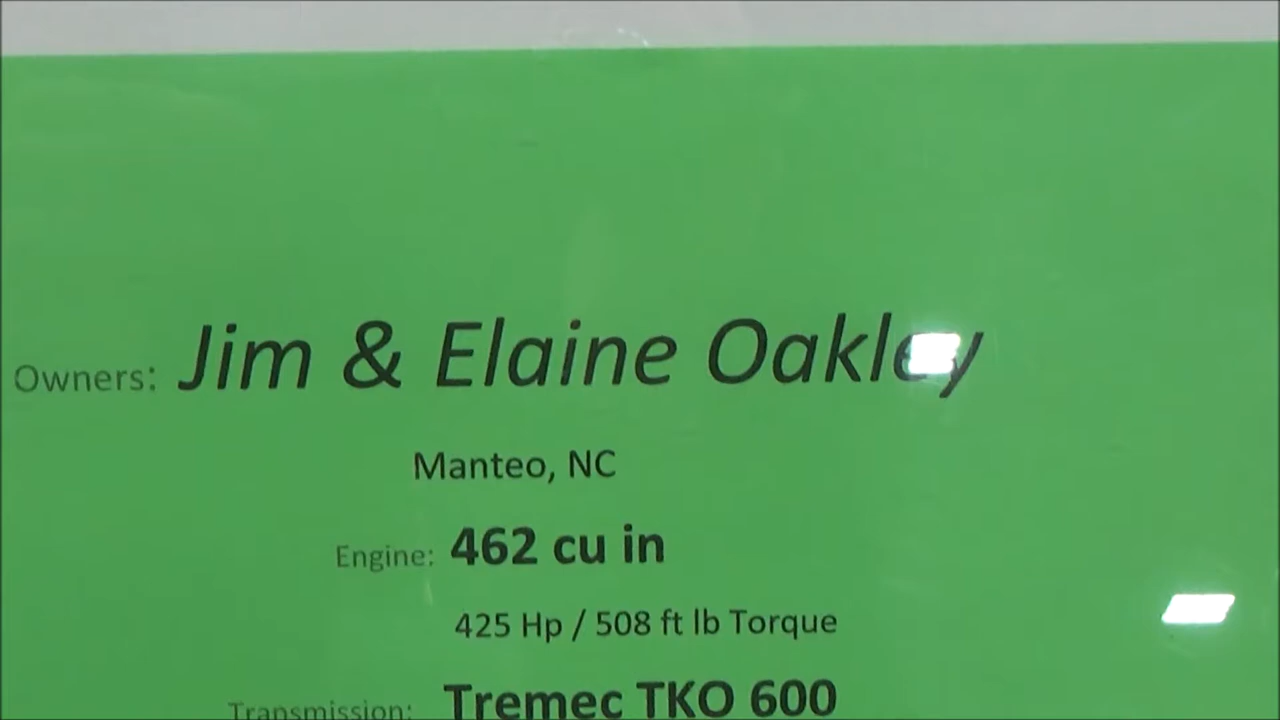 Owners: Jim & Elaine Oakley
Manteo, NC
Engine: 462 cu in
425 Hp / 508 ft lb Torque
Transmission: Tremec TKO 600